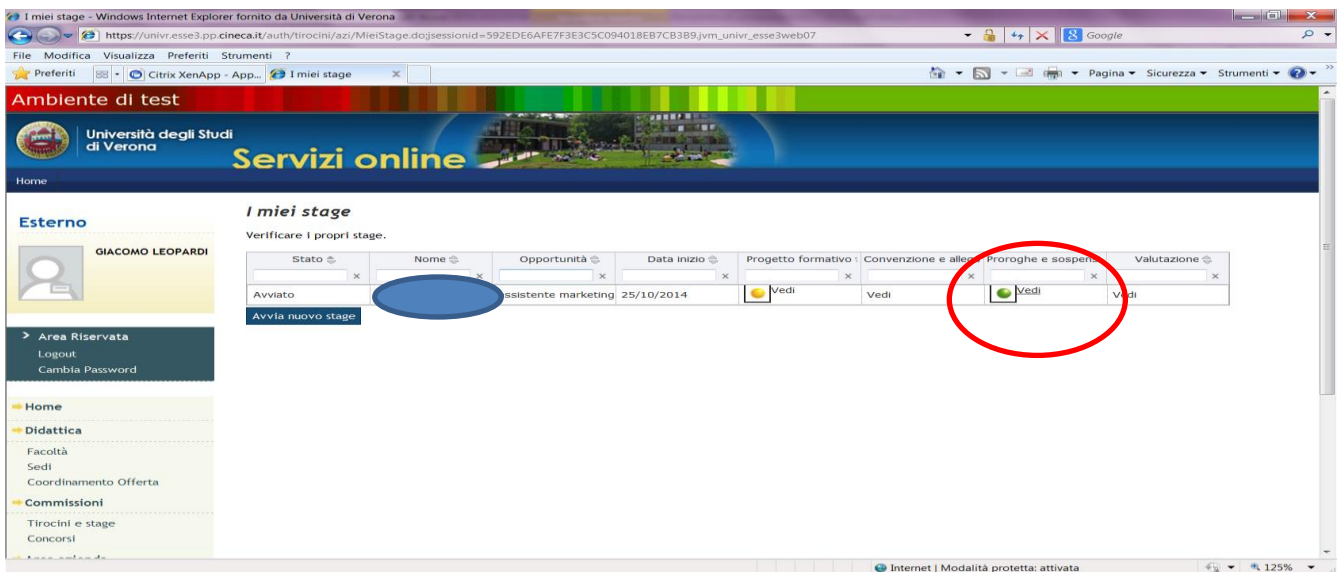 I miei stage - Windows Internet Explorer fornito da Università di Verona
https://univr.esse3.pp.cineca.it/auth/tirocini/azi/MieiStage.do;jsessionid=592EDE6AFE7F3E3C5C094018EB7CB3B9.jvm_univr_esse3web07
Google
File Modifica Visualizza Preferiti Strumenti ?
Preferiti Citrix XenApp - App... I miei stage Pagina Sicurezza Strumenti
Ambiente di test
Università degli Studi
di Verona
Servizi online
Home
Esterno
GIACOMO LEOPARDI
Area Riservata
Logout
Cambia Password
Home
Didattica
Facoltà
Sedi
Coordinamento Offerta
Commissioni
Tirocini e stage
Concorsi
I miei stage
Verificare i propri stage.
Stato Nome Opportunità Data inizio Progetto formativo Convenzione e alleg Proroghe e sospens Valutazione
Avviato ssistente marketing 25/10/2014 Vedi Vedi Vedi Vedi
Avvia nuovo stage
Internet | Modalità protetta: attivata 125%